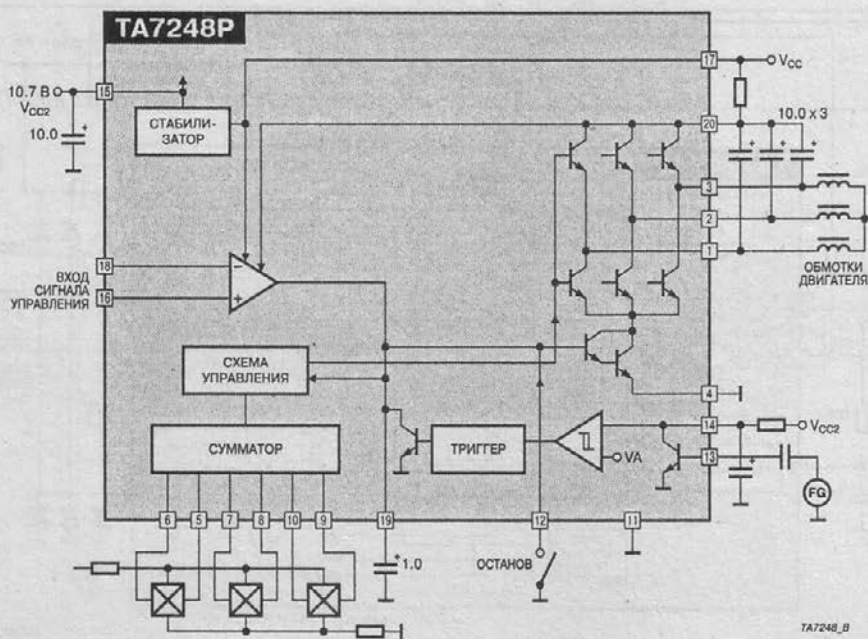 TA7248P
17
VCC
10.7 В
VCC2
15
10.0
СТАБИЛИ-
ЗАТОР
20
10.0 x 3
3
2
1
ОБМОТКИ
ДВИГАТЕЛЯ
18
−
ВХОД
СИГНАЛА
УПРАВЛЕНИЯ
16
+
СХЕМА
УПРАВЛЕНИЯ
4
СУММАТОР
ТРИГГЕР
VA
14
VCC2
13
FG
6
5
7
8
10
9
19
12
11
+
1.0
ОСТАНОВ
TA7248_B